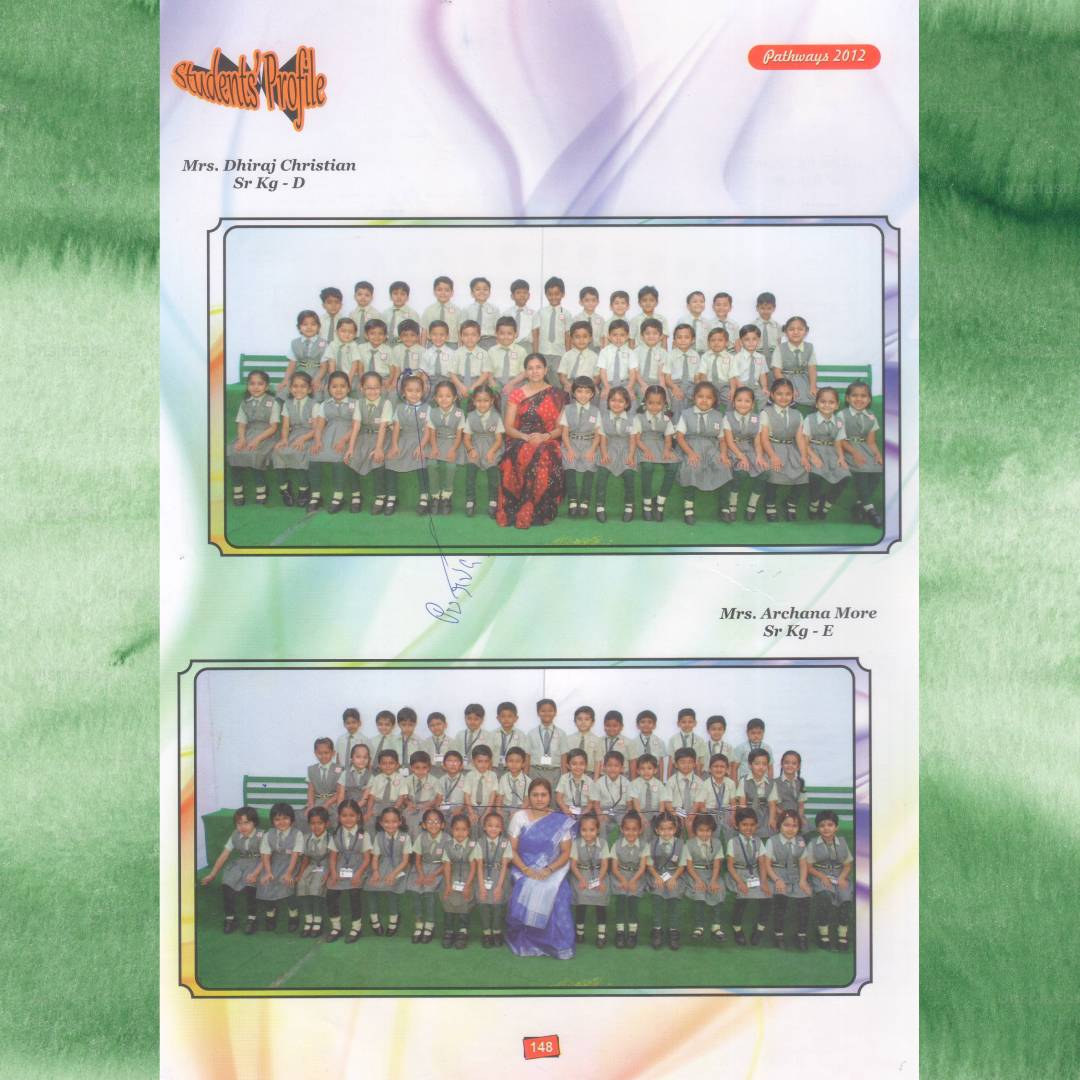 Students' Profile
Pathways 2012
Mrs. Dhiraj Christian
Sr Kg - D
Mrs. Archana More
Sr Kg - E
148